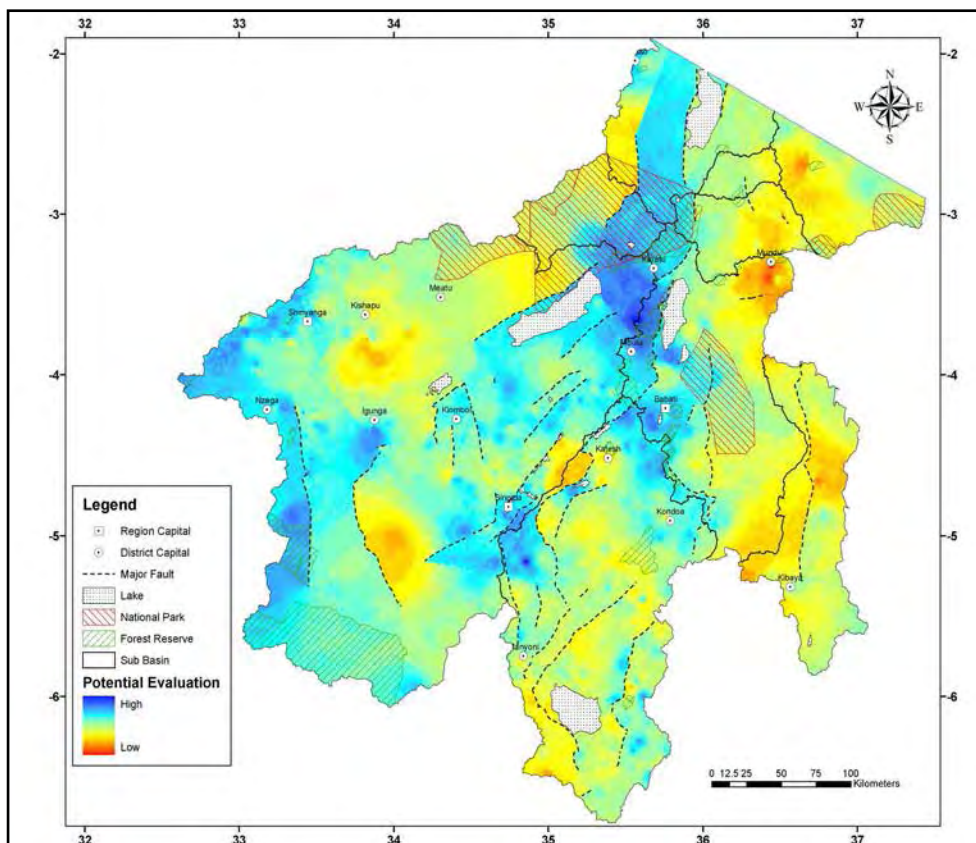 32 33 34 35 36 37
-2 -2
N
W E
S
-3 -3
Karatu
Mundul
Meatu
Kishapu
Shinyanga
Mbulu
-4 -4
Nzega
Igunga
Babati
Katesh
Singida
Kondoa
-5 -5
Kibaya
-6 -6
Legend
Region Capital
District Capital
Major Fault
Lake
National Park
Forest Reserve
Sub Basin
Potential Evaluation
High
Low
0 12.5 25 50 75 100
Kilometers
32 33 34 35 36 37